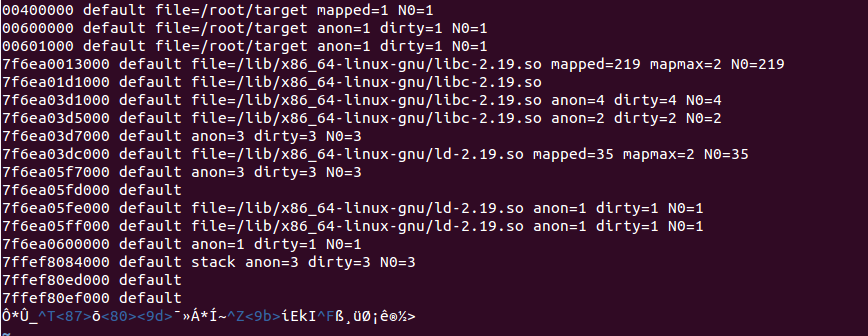 00400000 default file=/root/target mapped=1 N0=1
00600000 default file=/root/target anon=1 dirty=1 N0=1
00601000 default file=/root/target anon=1 dirty=1 N0=1
7f6ea0013000 default file=/lib/x86_64-linux-gnu/libc-2.19.so mapped=219 mapmax=2 N0=219
7f6ea01d1000 default file=/lib/x86_64-linux-gnu/libc-2.19.so
7f6ea03d1000 default file=/lib/x86_64-linux-gnu/libc-2.19.so anon=4 dirty=4 N0=4
7f6ea03d5000 default file=/lib/x86_64-linux-gnu/libc-2.19.so anon=2 dirty=2 N0=2
7f6ea03d7000 default anon=3 dirty=3 N0=3
7f6ea03dc000 default file=/lib/x86_64-linux-gnu/ld-2.19.so mapped=35 mapmax=2 N0=35
7f6ea05f7000 default anon=3 dirty=3 N0=3
7f6ea05fd000 default
7f6ea05fe000 default file=/lib/x86_64-linux-gnu/ld-2.19.so anon=1 dirty=1 N0=1
7f6ea05ff000 default file=/lib/x86_64-linux-gnu/ld-2.19.so anon=1 dirty=1 N0=1
7f6ea0600000 default anon=1 dirty=1 N0=1
7ffef8084000 default stack anon=3 dirty=3 N0=3
7ffef80ed000 default
7ffef80ef000 default
Ô*Û_^T<87>õ<80><9d>¯»Á*Í~^Z<9b>íEkI^Fß¸üØ¡ê®½>
~